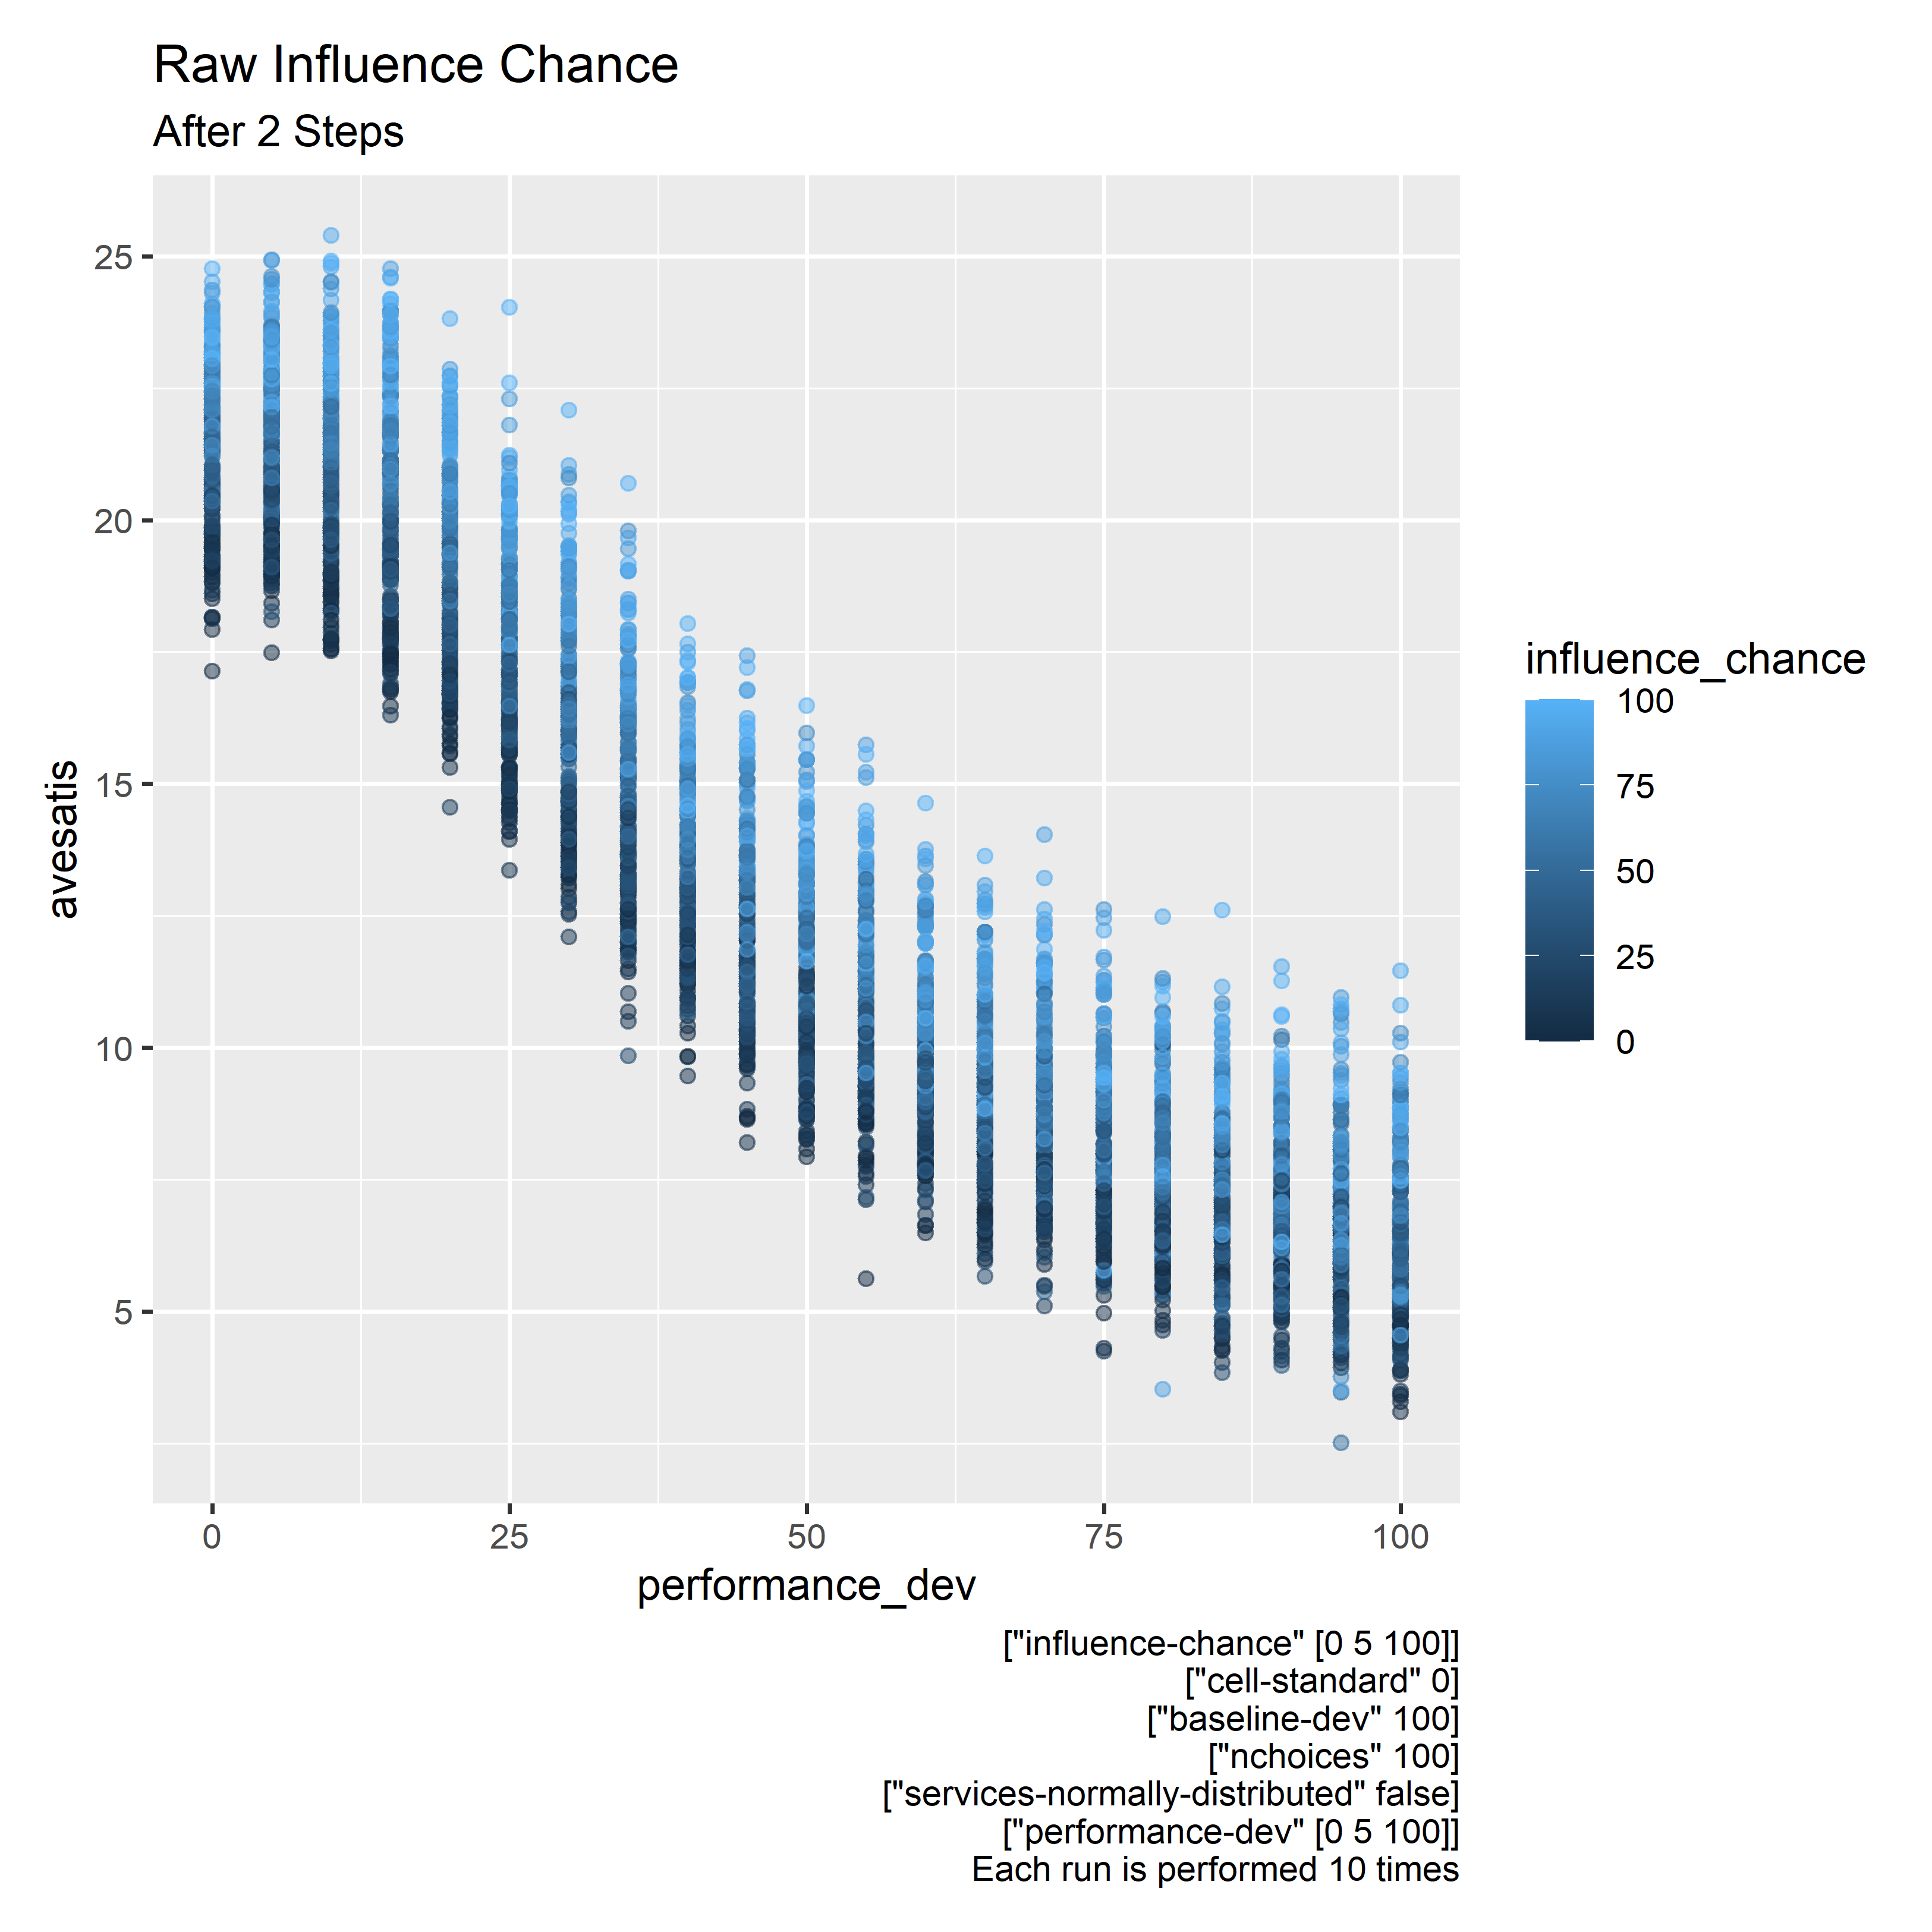 Raw Influence Chance
After 2 Steps
25
20
15
10
5
avesatis
0
25
50
75
100
performance_dev
influence_chance
100
75
50
25
0
["influence-chance" [0 5 100]]
["cell-standard" 0]
["baseline-dev" 100]
["nchoices" 100]
["services-normally-distributed" false]
["performance-dev" [0 5 100]]
Each run is performed 10 times